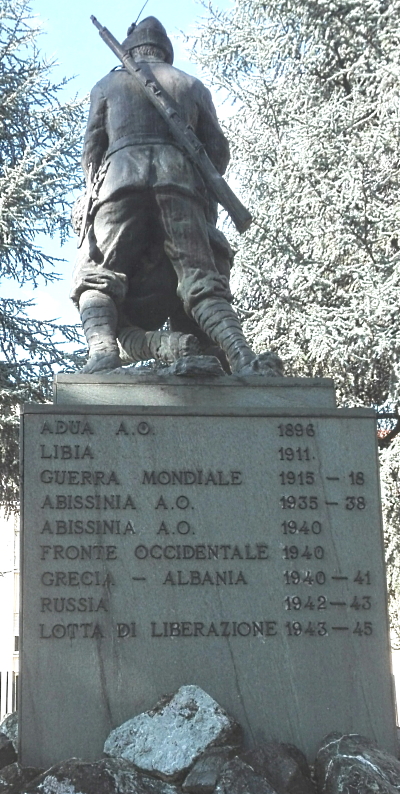 ADUA A.O. 1896
LIBIA 1911.
GUERRA MONDIALE 1915 - 18
ABISSINIA A.O. 1935 - 38
ABISSINIA A.O. 1940
FRONTE OCCIDENTALE 1940
GRECIA - ALBANIA 1940 - 41
RUSSIA 1942 - 43
LOTTA DI LIBERAZIONE 1943 - 45